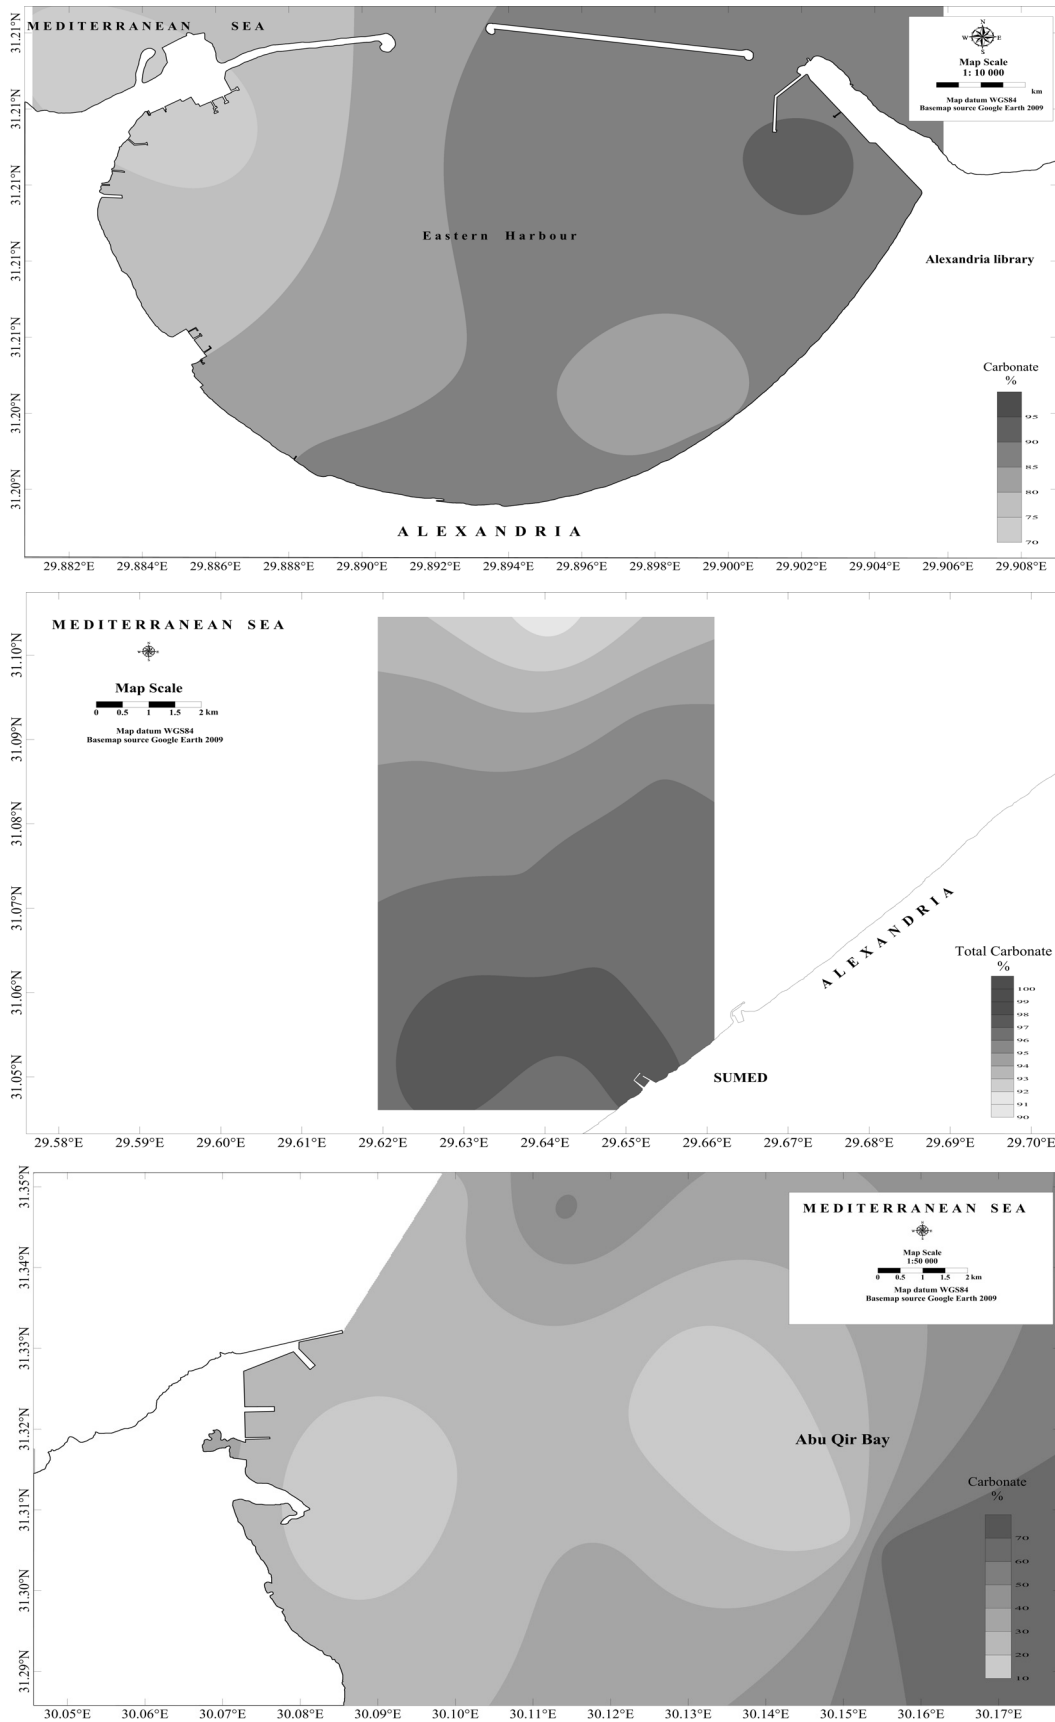 MEDITERRANEAN SEA
N
W E
S
Map Scale
1: 10 000
km
Map datum WGS84
Basemap source Google Earth 2009
31.21°N
31.21°N
31.21°N
31.21°N
31.21°N
31.20°N
31.20°N
Eastern Harbour
Alexandria library
Carbonate
%
95
90
85
80
75
70
ALEXANDRIA
29.882°E 29.884°E 29.886°E 29.888°E 29.890°E 29.892°E 29.894°E 29.896°E 29.898°E 29.900°E 29.902°E 29.904°E 29.906°E 29.908°E
MEDITERRANEAN SEA
Map Scale
0 0.5 1 1.5 2 km
Map datum WGS84
Basemap source Google Earth 2009
31.10°N
31.09°N
31.08°N
31.07°N
31.06°N
31.05°N
ALEXANDRIA
SUMED
Total Carbonate
%
100
99
98
97
96
95
94
93
92
91
90
29.58°E 29.59°E 29.60°E 29.61°E 29.62°E 29.63°E 29.64°E 29.65°E 29.66°E 29.67°E 29.68°E 29.69°E 29.70°E
MEDITERRANEAN SEA
Map Scale
1:50 000
0 0.5 1 1.5 2 km
Map datum WGS84
Basemap source Google Earth 2009
31.35°N
31.34°N
31.33°N
31.32°N
31.31°N
31.30°N
31.29°N
Abu Qir Bay
Carbonate
%
70
60
50
40
30
20
10
30.05°E 30.06°E 30.07°E 30.08°E 30.09°E 30.10°E 30.11°E 30.12°E 30.13°E 30.14°E 30.15°E 30.16°E 30.17°E